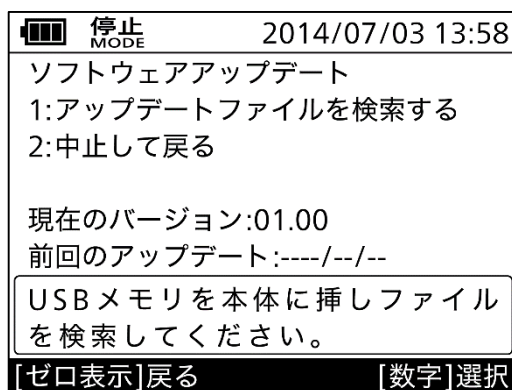 停止 MODE 2014/07/03 13:58
ソフトウェアアップデート
1:アップデートファイルを検索する
2:中止して戻る
現在のバージョン:01.00
前回のアップデート:----/--/--
USBメモリを本体に挿しファイル
を検索してください。
[ゼロ表示]戻る [数字]選択